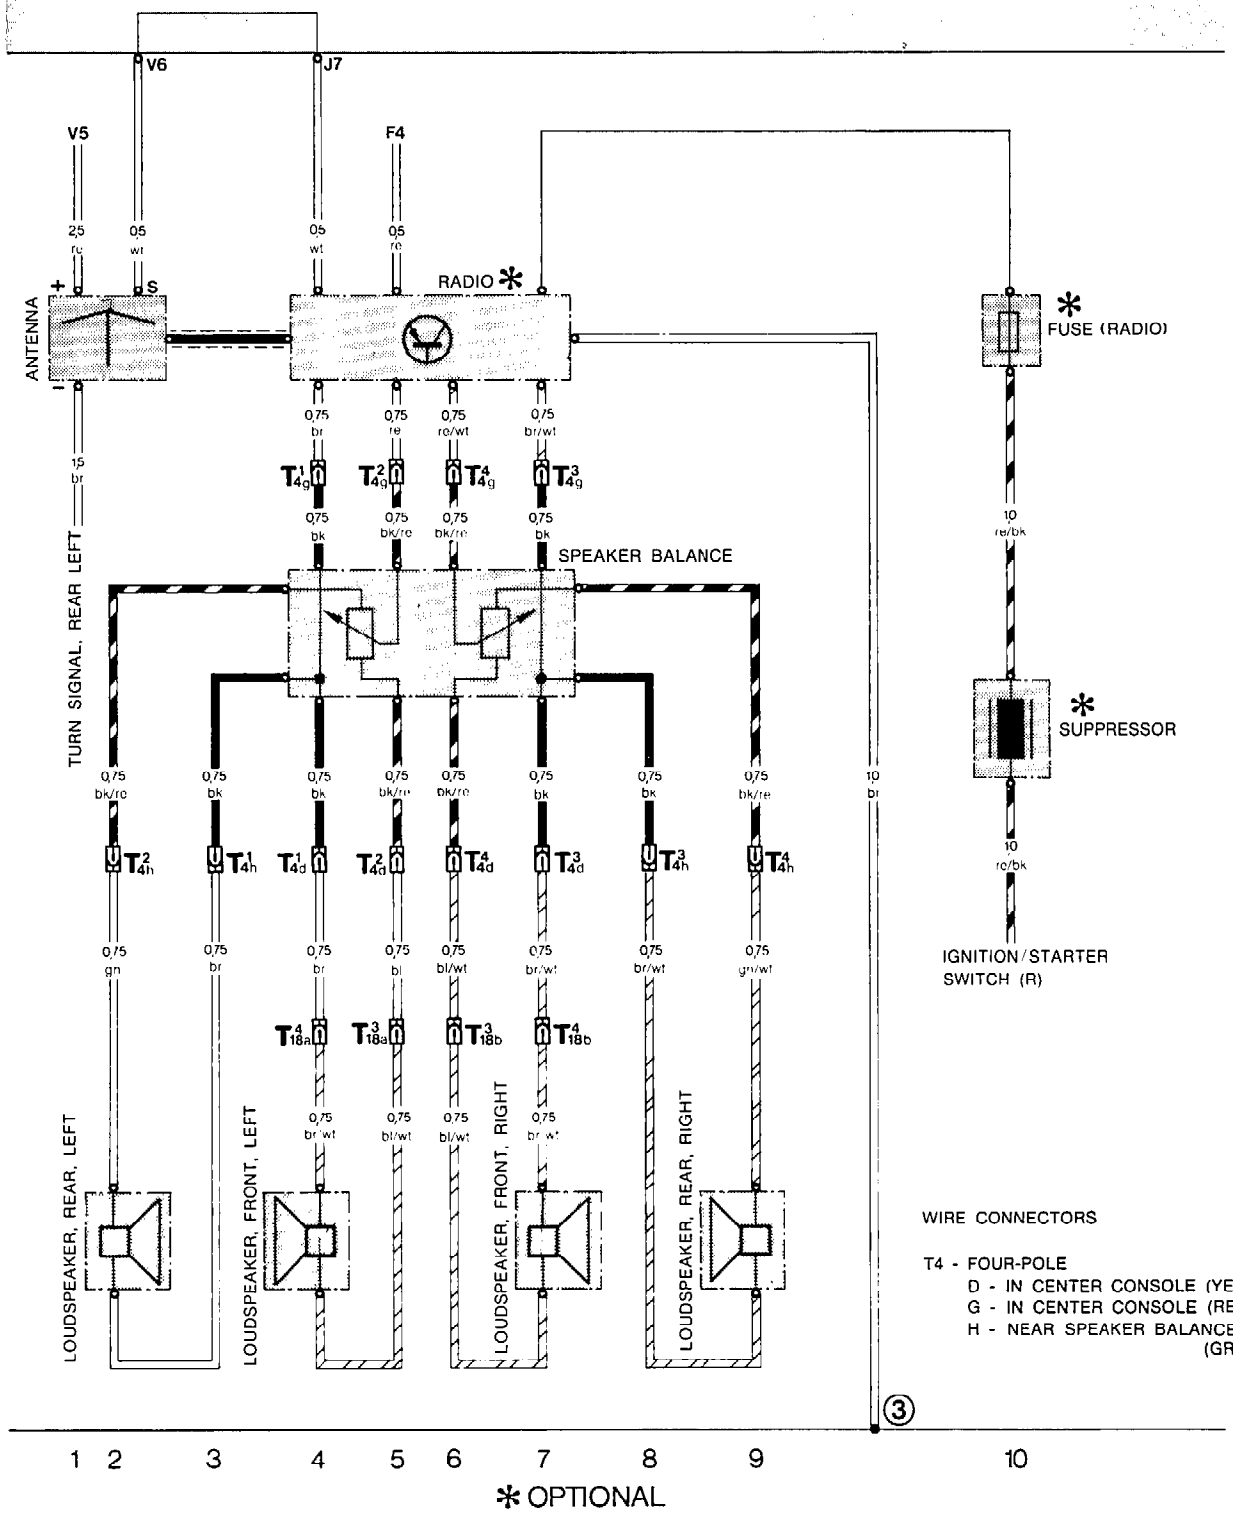 V6 J7
V5 F4
2,5 0,5 0,5 0,5
re wt wt re
RADIO *
+ S
ANTENNA
* FUSE (RADIO)
-
0,75 0,75 0,75 0,75
br re re/wt br/wt
1,5
br
T4g1 T4g2 T4g4 T4g3
0,75 0,75 0,75 0,75
bk bk/re bk/re bk
1,0
re/bk
SPEAKER BALANCE
TURN SIGNAL, REAR LEFT
* SUPPRESSOR
0,75 0,75 0,75 0,75 0,75 0,75 0,75 0,75 1,0
bk/re bk bk bk/re bk/re bk bk bk/re br
1,0
re/bk
T4h2 T4h1 T4d1 T4d2 T4d4 T4d3 T4h3 T4h4
0,75 0,75 0,75 0,75 0,75 0,75 0,75 0,75
gn br br bl bl/wt br/wt br/wt gn/wt
IGNITION/STARTER
SWITCH (R)
T18a4 T18a3 T18b3 T18b4
0,75 0,75 0,75 0,75
br/wt bl/wt bl/wt br/wt
LOUDSPEAKER, REAR, LEFT
LOUDSPEAKER, FRONT, LEFT
LOUDSPEAKER, FRONT, RIGHT
LOUDSPEAKER, REAR, RIGHT
WIRE CONNECTORS
T4 - FOUR-POLE
D - IN CENTER CONSOLE (YE
G - IN CENTER CONSOLE (RE
H - NEAR SPEAKER BALANCE
(GR
3
1 2 3 4 5 6 7 8 9 10
* OPTIONAL